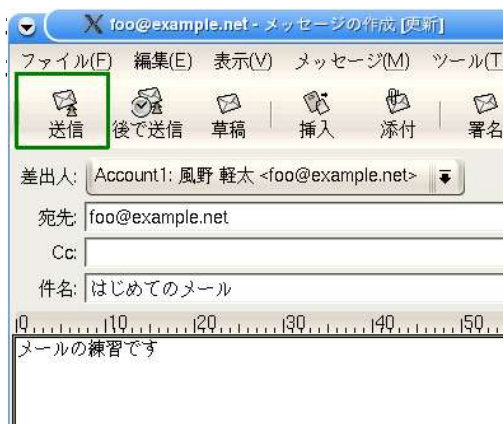 foo@example.net - メッセージの作成 [更新]
ファイル(F) 編集(E) 表示(V) メッセージ(M) ツール(T
送信 後で送信 草稿 挿入 添付 署名
差出人: Account1: 風野 軽太 <foo@example.net>
宛先: foo@example.net
Cc:
件名: はじめてのメール
0 10 20 30 40 50
メールの練習です